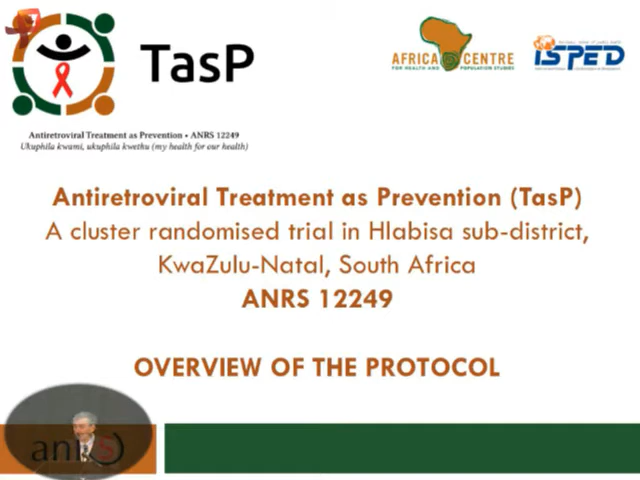 TasP
AFRICA CENTRE
FOR HEALTH AND POPULATION STUDIES
ISPED
Antiretroviral Treatment as Prevention • ANRS 12249
Ukuphila kwami, ukuphila kwethu (my health for our health)
Antiretroviral Treatment as Prevention (TasP)
A cluster randomised trial in Hlabisa sub-district,
KwaZulu-Natal, South Africa
ANRS 12249
OVERVIEW OF THE PROTOCOL
anrs